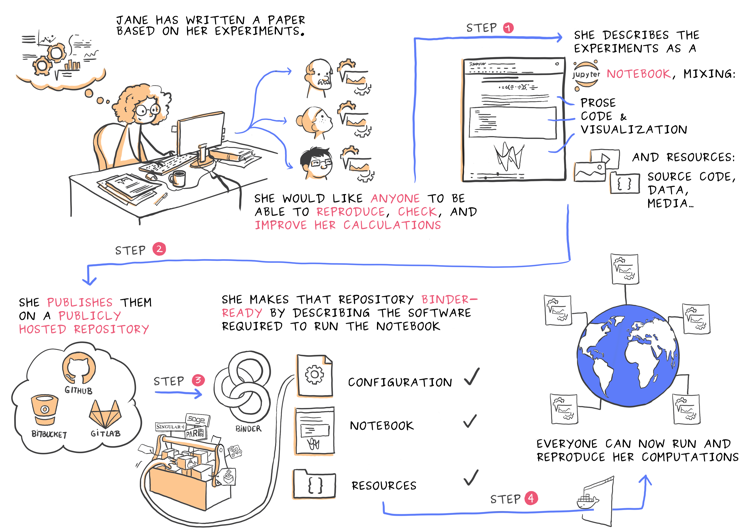 JANE HAS WRITTEN A PAPER
BASED ON HER EXPERIMENTS.
SHE WOULD LIKE ANYONE TO BE
ABLE TO REPRODUCE, CHECK, AND
IMPROVE HER CALCULATIONS
STEP 1
SHE DESCRIBES THE
EXPERIMENTS AS A
jupyter NOTEBOOK, MIXING:
PROSE
CODE &
VISUALIZATION
AND RESOURCES:
SOURCE CODE,
DATA,
MEDIA...
{ }
STEP 2
SHE PUBLISHES THEM
ON A PUBLICLY
HOSTED REPOSITORY
GITHUB
BITBUCKET
GITLAB
STEP 3
SHE MAKES THAT REPOSITORY BINDER-
READY BY DESCRIBING THE SOFTWARE
REQUIRED TO RUN THE NOTEBOOK
BINDER
SINGULAR
sage
PARI
CONFIGURATION ✓
NOTEBOOK ✓
{ }
RESOURCES ✓
STEP 4
EVERYONE CAN NOW RUN AND
REPRODUCE HER COMPUTATIONS